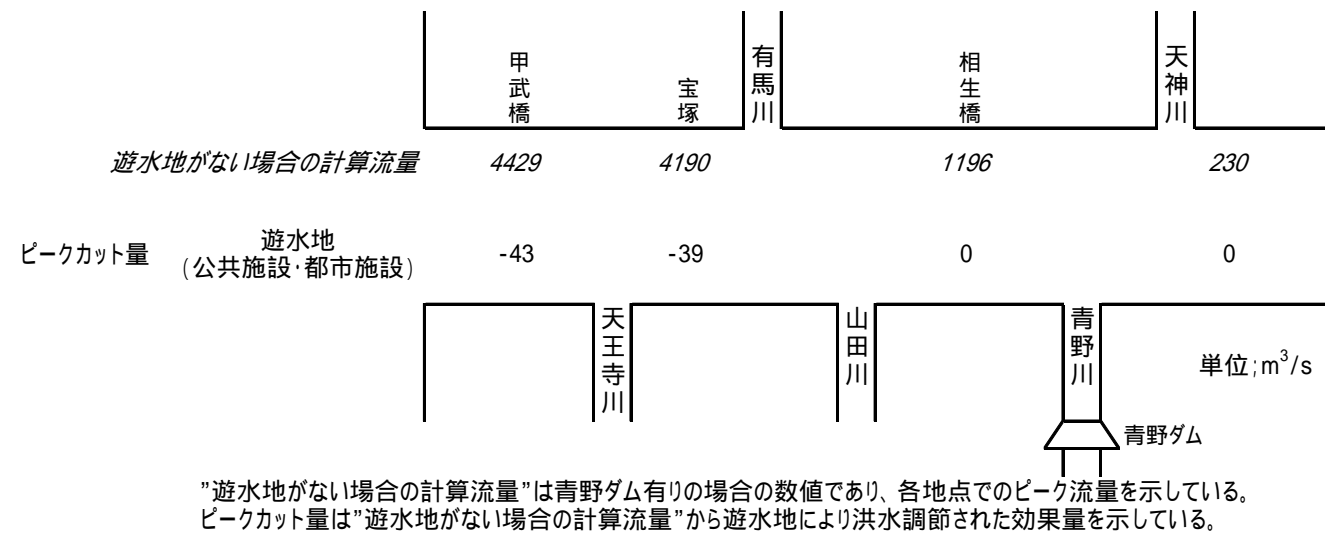 甲武橋
宝塚
有馬川
相生橋
天神川
遊水地がない場合の計算流量 4429 4190 1196 230
ピークカット量 遊水地 -43 -39 0 0
(公共施設・都市施設)
天王寺川
山田川
青野川
単位;m³/s
青野ダム
”遊水地がない場合の計算流量”は青野ダム有りの場合の数値であり、各地点でのピーク流量を示している。
ピークカット量は”遊水地がない場合の計算流量”から遊水地により洪水調節された効果量を示している。